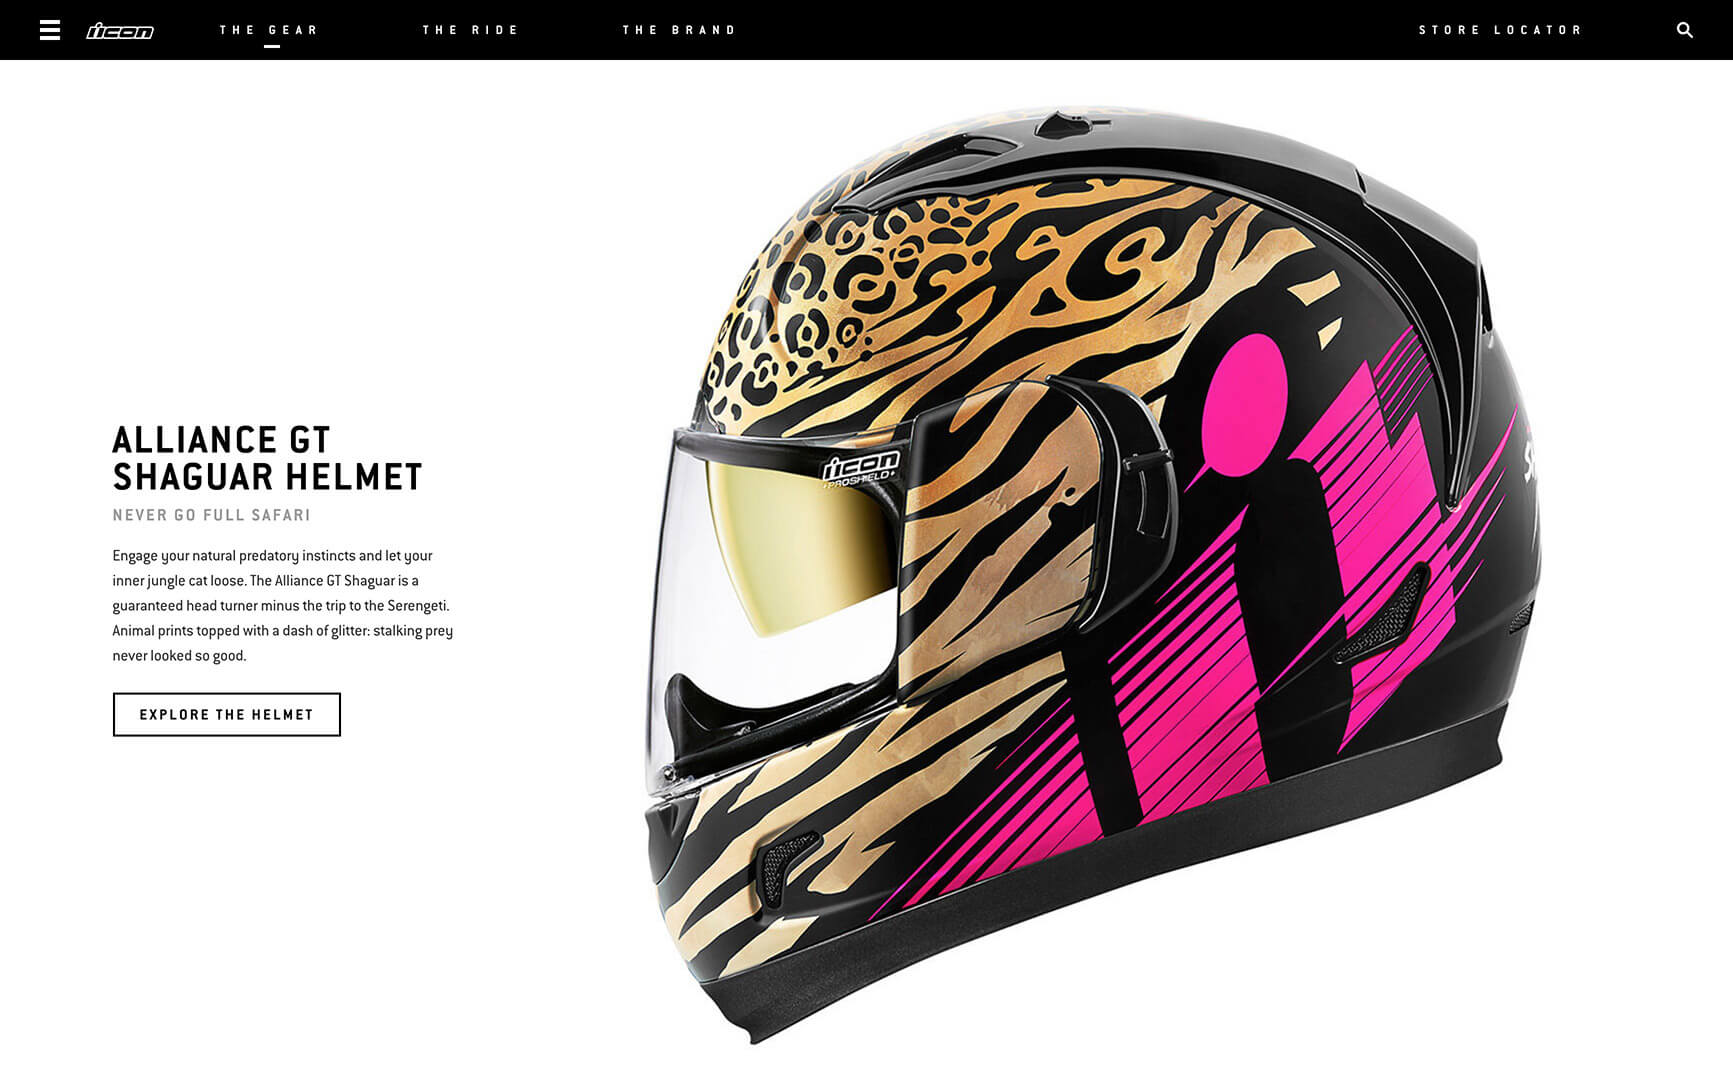 icon
THE GEAR
THE RIDE
THE BRAND
STORE LOCATOR
icon
PROSHIELD
ALLIANCE GT
SHAGUAR HELMET
NEVER GO FULL SAFARI
Engage your natural predatory instincts and let your
inner jungle cat loose. The Alliance GT Shaguar is a
guaranteed head turner minus the trip to the Serengeti.
Animal prints topped with a dash of glitter: stalking prey
never looked so good.
EXPLORE THE HELMET